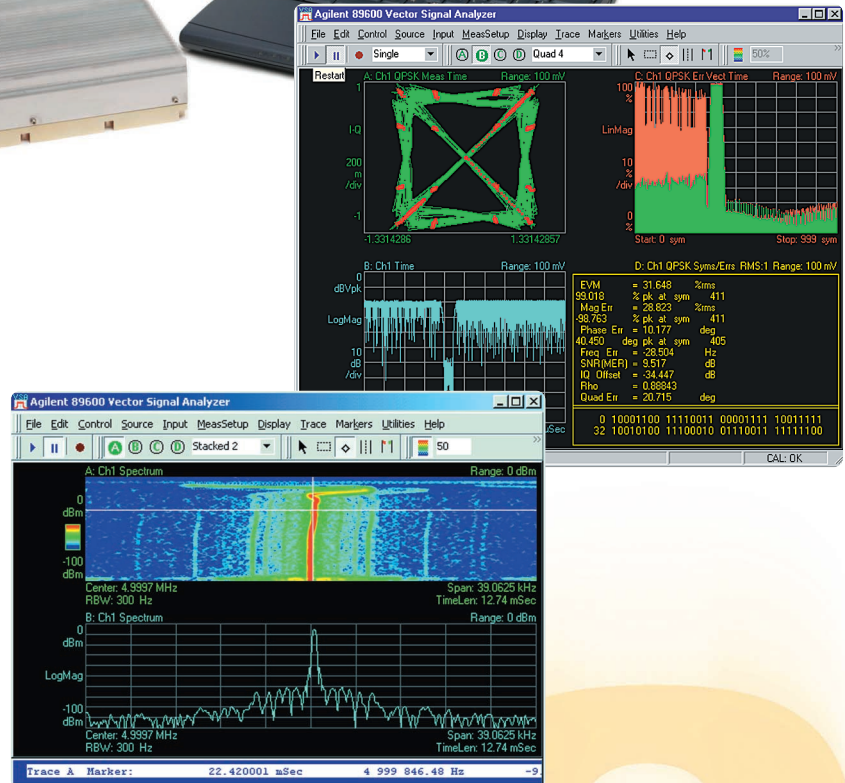 Agilent 89600 Vector Signal Analyzer
File Edit Control Source Input MeasSetup Display Trace Markers Utilities Help
Single A B C D Quad 4 50%
Restart
A: Ch1 QPSK Meas Time Range: 100 mV
1
I-Q
200
m
/div
-1
-1.3314286 1.33142857
C: Ch1 QPSK Err Vect Time Range: 100 mV
100
%
LinMag
10
%
/div
0
%
Start: 0 sym Stop: 999 sym
B: Ch1 Time Range: 100 mV
0
dBVpk
LogMag
10
dB
/div
D: Ch1 QPSK Syms/Errs RMS:1 Range: 100 mV
EVM = 31.648 %rms
99.018 % pk at sym 411
Mag Err = 28.823 %rms
-98.763 % pk at sym 411
Phase Err = 10.177 deg
40.450 deg pk at sym 405
Freq Err = -28.504 Hz
SNR(MER) = 9.517 dB
IQ Offset = -34.447 dB
Rho = 0.88843
Quad Err = 20.715 deg
0 10001100 11110011 00001111 10011111
32 10010100 11100010 01110011 11111100
CAL: OK
Agilent 89600 Vector Signal Analyzer
File Edit Control Source Input MeasSetup Display Trace Markers Utilities Help
A B C D Stacked 2 50
A: Ch1 Spectrum Range: 0 dBm
0
dBm
-100
dBm
Center: 4.9997 MHz Span: 39.0625 kHz
RBW: 300 Hz TimeLen: 12.74 mSec
B: Ch1 Spectrum Range: 0 dBm
0
dBm
LogMag
-100
dBm
Center: 4.9997 MHz Span: 39.0625 kHz
RBW: 300 Hz TimeLen: 12.74 mSec
Trace A Marker: 22.420001 mSec 4 999 846.48 Hz